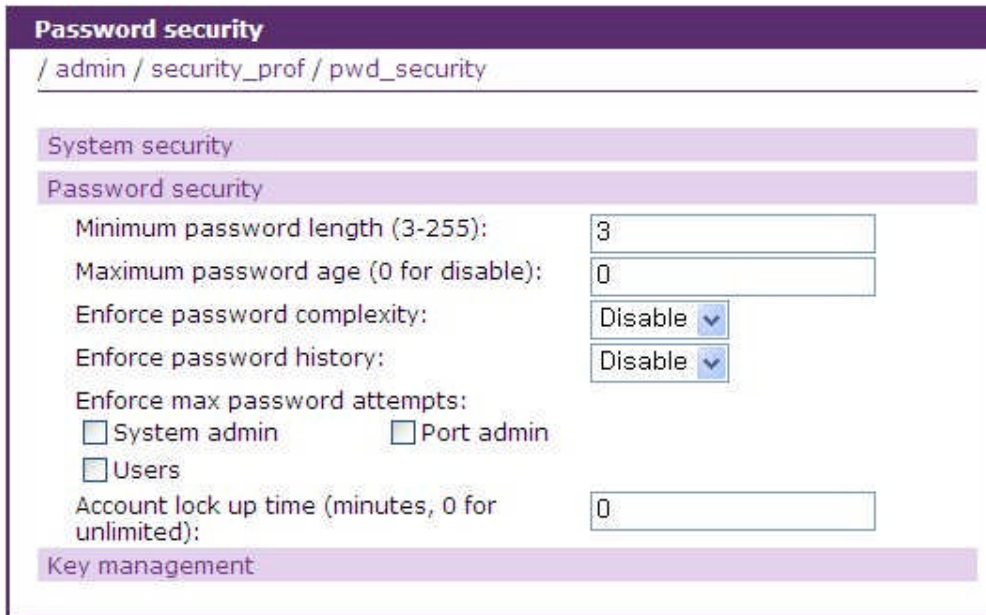 Password security
/ admin / security_prof / pwd_security
System security
Password security
Minimum password length (3-255): 3
Maximum password age (0 for disable): 0
Enforce password complexity: Disable
Enforce password history: Disable
Enforce max password attempts:
System admin Port admin
Users
Account lock up time (minutes, 0 for 0
unlimited):
Key management